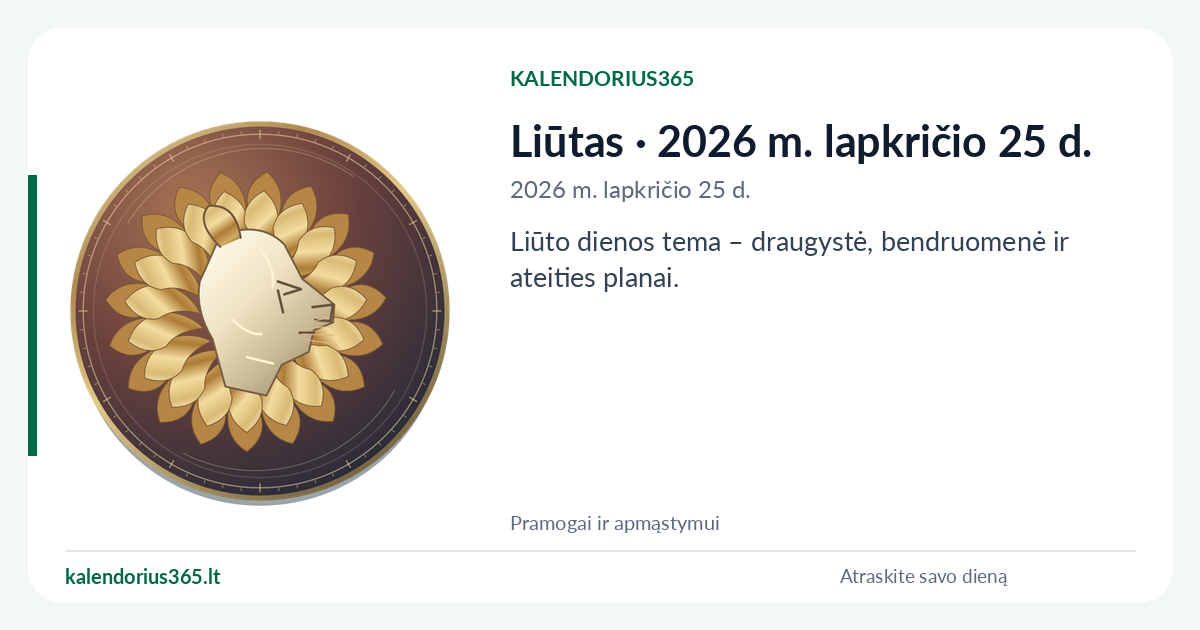 KALENDORIUS365
Liūtas · 2026 m. lapkričio 25 d.
2026 m. lapkričio 25 d.
Liūto dienos tema – draugystė, bendruomenė ir
ateities planai.
Pramogai ir apmąstymui
kalendorius365.lt
Atraskite savo dieną